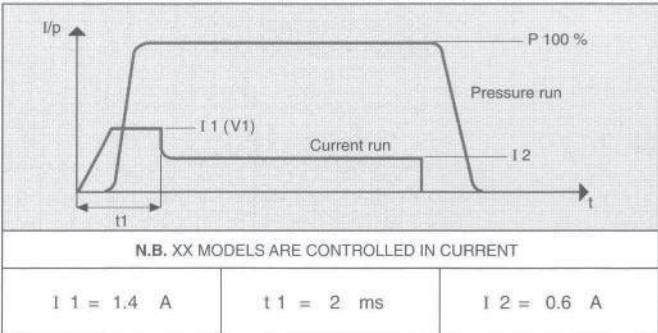 I/p
P 100 %
Pressure run
I 1 (V1)
Current run
I 2
t
t1
N.B. XX MODELS ARE CONTROLLED IN CURRENT
I 1 = 1.4 A
t 1 = 2 ms
I 2 = 0.6 A